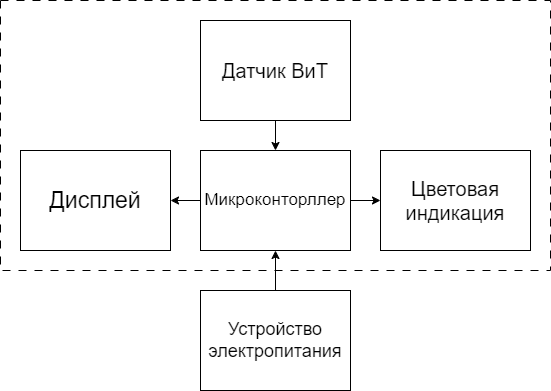 Датчик ВиТ
Дисплей
Микроконторллер
Цветовая
индикация
Устройство
электропитания